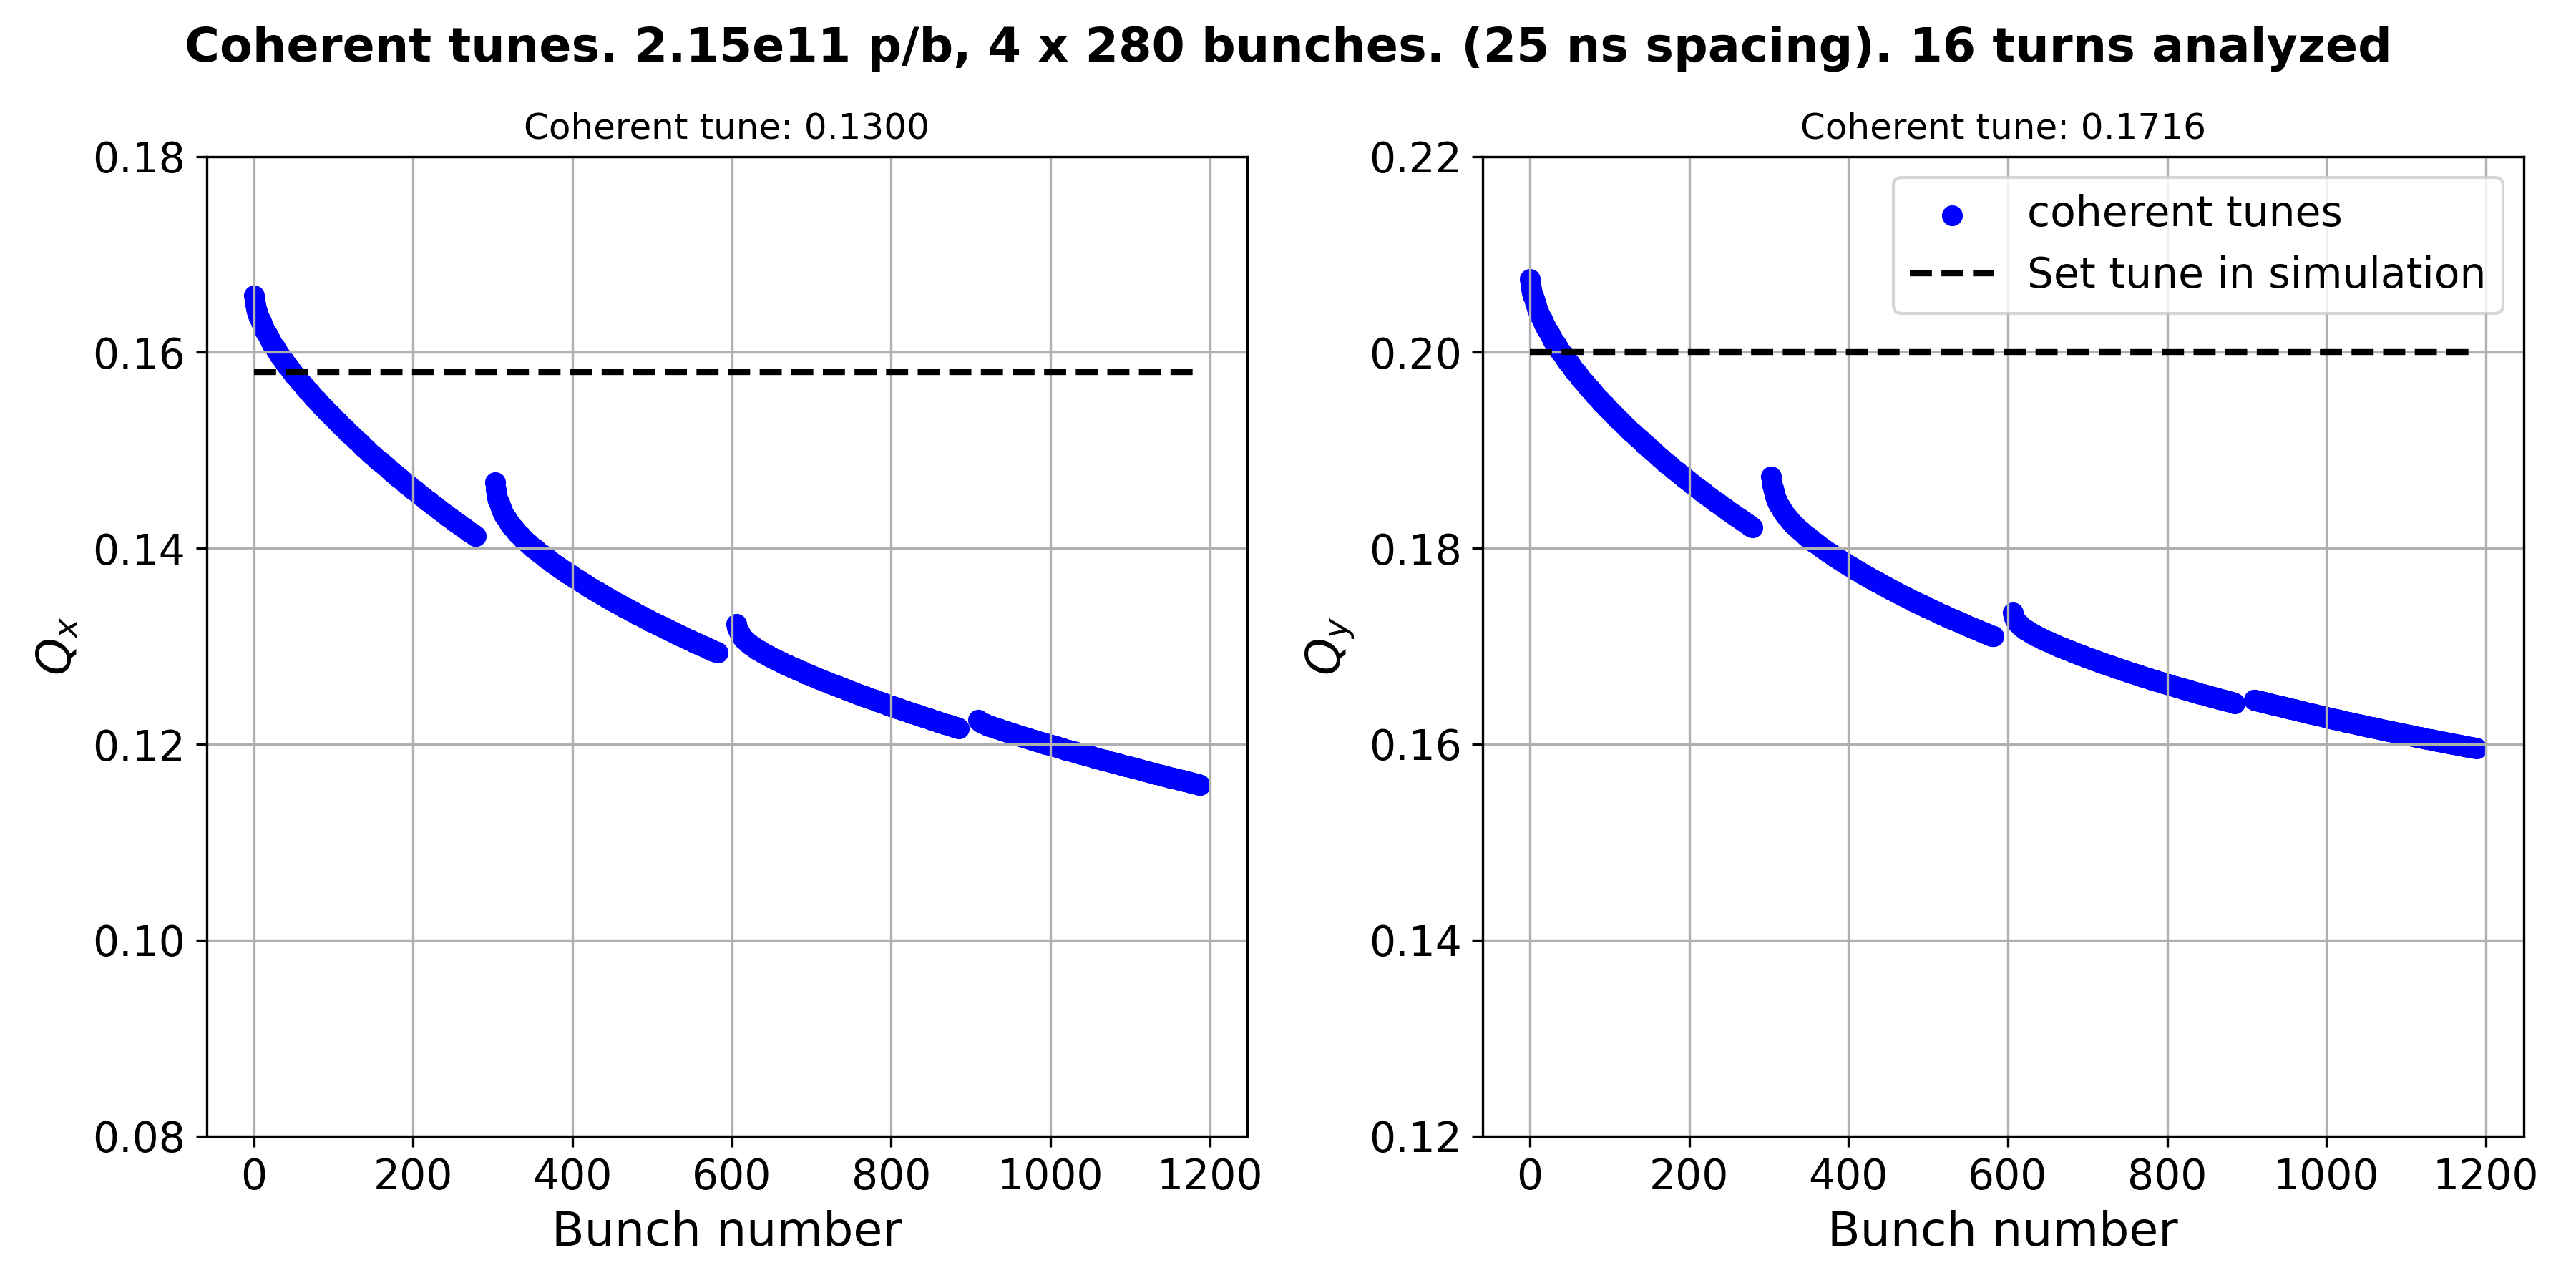 Coherent tunes. 2.15e11 p/b, 4 x 280 bunches. (25 ns spacing). 16 turns analyzed
Coherent tune: 0.1300
0.18
0.16
0.14
0.12
0.10
0.08
Qx
0
200
400
600
800
1000
1200
Bunch number
Coherent tune: 0.1716
0.22
0.20
0.18
0.16
0.14
0.12
Qy
coherent tunes
Set tune in simulation
0
200
400
600
800
1000
1200
Bunch number